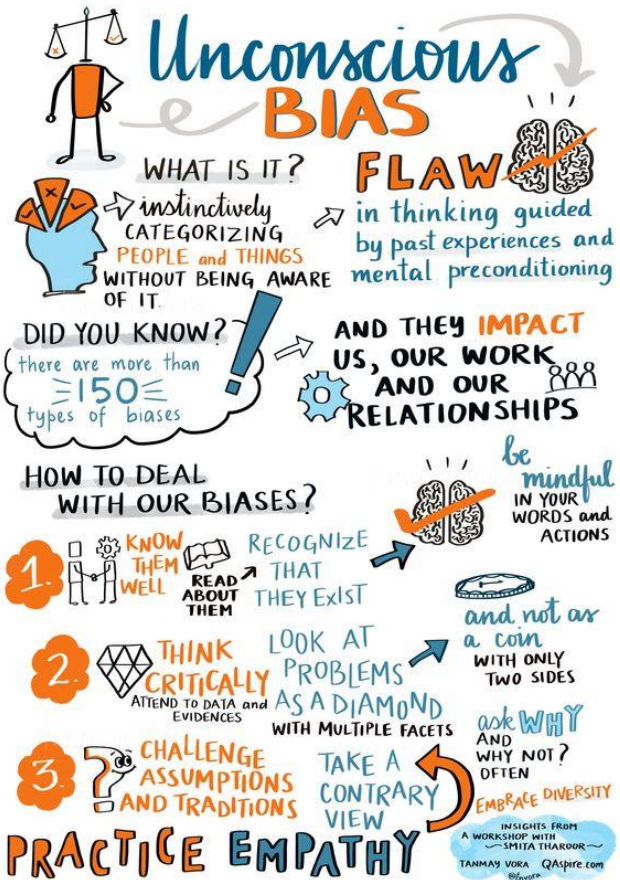 Unconscious
BIAS
WHAT IS IT?
instinctively
CATEGORIZING
PEOPLE and THINGS
WITHOUT BEING AWARE
OF IT.
FLAW
in thinking guided
by past experiences and
mental preconditioning
DID YOU KNOW?
there are more than
150
types of biases
AND THEY IMPACT
US, OUR WORK
AND OUR
RELATIONSHIPS
HOW TO DEAL
WITH OUR BIASES?
1.
KNOW
THEM
WELL
READ
ABOUT
THEM
RECOGNIZE
THAT
THEY EXIST
be
mindful
IN YOUR
WORDS and
ACTIONS
2.
THINK
CRITICALLY
ATTEND TO DATA and
EVIDENCES
LOOK AT
PROBLEMS
AS A DIAMOND
WITH MULTIPLE FACETS
and not as
a coin
WITH ONLY
TWO SIDES
3.
CHALLENGE
ASSUMPTIONS
AND TRADITIONS
TAKE A
CONTRARY
VIEW
ask WHY
AND
WHY NOT?
OFTEN
EMBRACE DIVERSITY
PRACTICE EMPATHY
INSIGHTS FROM
A WORKSHOP WITH
~SMITA THAROOR~
TANMAY VORA QAspire.com
@tnvora